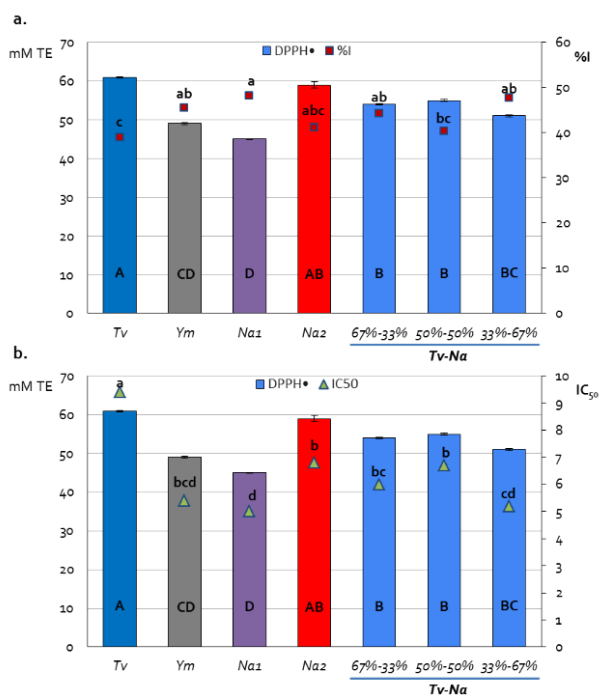 a.
mM TE
DPPH• %I
%I
70
60
50
40
30
20
10
0
60
50
40
30
20
10
0
c ab a abc ab bc ab
A CD D AB B B BC
Tv Ym Na1 Na2 67%-33% 50%-50% 33%-67%
Tv-Na
b.
mM TE
DPPH• IC50
IC50
70
60
50
40
30
20
10
0
10
9
8
7
6
5
4
3
2
1
0
a bcd d b bc b cd
A CD D AB B B BC
Tv Ym Na1 Na2 67%-33% 50%-50% 33%-67%
Tv-Na